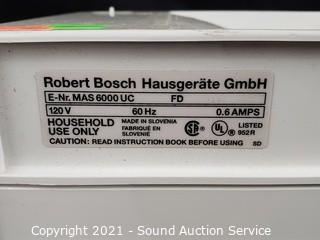 Robert Bosch Hausgeräte GmbH
E-Nr. MAS 6000 UC FD
120 V 60 Hz 0.6 AMPS
HOUSEHOLD USE ONLY
MADE IN SLOVENIA
FABRIQUÉ EN SLOVÉNIE
SA
UL
LISTED
952R
CAUTION: READ INSTRUCTION BOOK BEFORE USING SD
Copyright © 2021 - Sound Auction Service